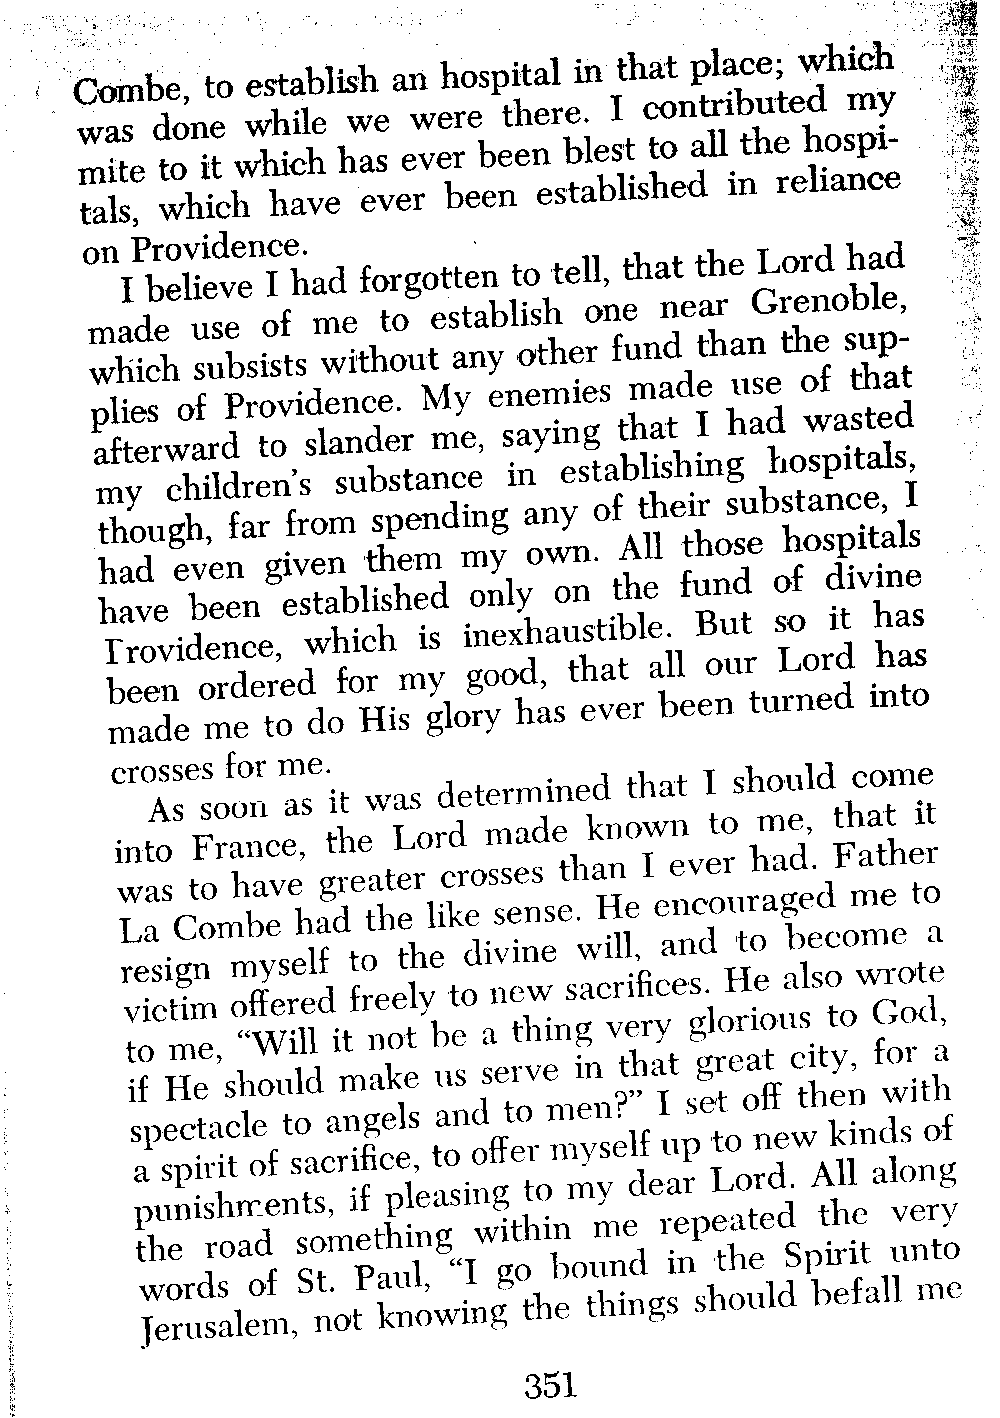 Combe, to establish an hospital in that place; which
was done while we were there. I contributed my
mite to it which has ever been blest to all the hospi-
tals, which have ever been established in reliance
on Providence.
I believe I had forgotten to tell, that the Lord had
made use of me to establish one near Grenoble,
which subsists without any other fund than the sup-
plies of Providence. My enemies made use of that
afterward to slander me, saying that I had wasted
my children's substance in establishing hospitals,
though, far from spending any of their substance, I
had even given them my own. All those hospitals
have been established only on the fund of divine
Providence, which is inexhaustible. But so it has
been ordered for my good, that all our Lord has
made me to do His glory has ever been turned into
crosses for me.
As soon as it was determined that I should come
into France, the Lord made known to me, that it
was to have greater crosses than I ever had. Father
La Combe had the like sense. He encouraged me to
resign myself to the divine will, and to become a
victim offered freely to new sacrifices. He also wrote
to me, “Will it not be a thing very glorious to God,
if He should make us serve in that great city, for a
spectacle to angels and to men?” I set off then with
a spirit of sacrifice, to offer myself up to new kinds of
punishments, if pleasing to my dear Lord. All along
the road something within me repeated the very
words of St. Paul, “I go bound in the Spirit unto
Jerusalem, not knowing the things should befall me
351